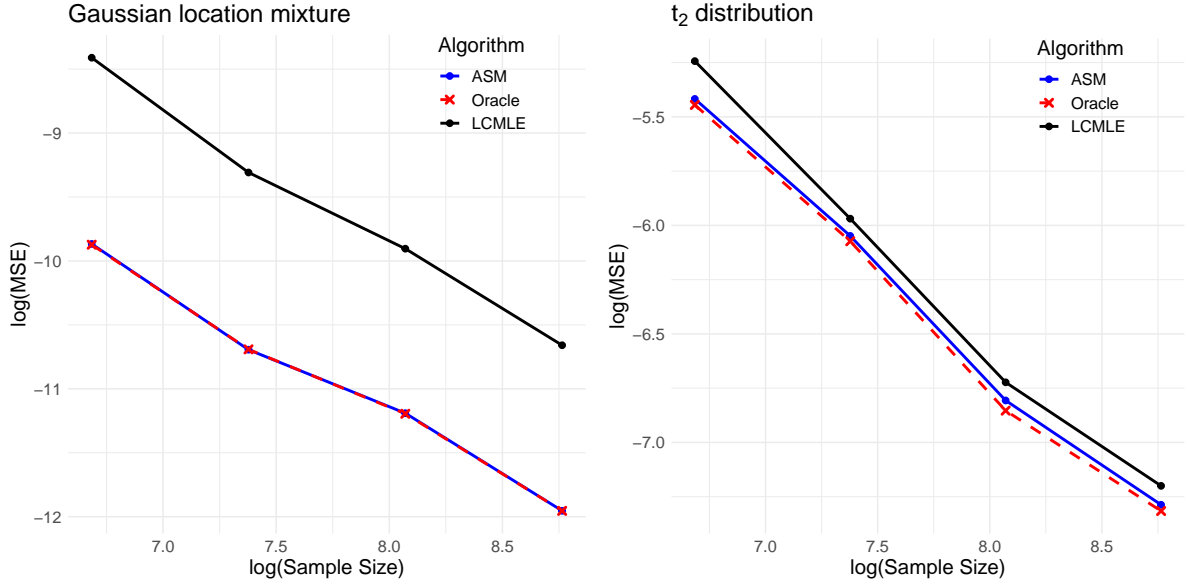 Gaussian location mixture
Algorithm
ASM
Oracle
LCMLE
log(MSE)
−9
−10
−11
−12
7.0
7.5
8.0
8.5
log(Sample Size)
t₂ distribution
Algorithm
ASM
Oracle
LCMLE
log(MSE)
−5.5
−6.0
−6.5
−7.0
7.0
7.5
8.0
8.5
log(Sample Size)